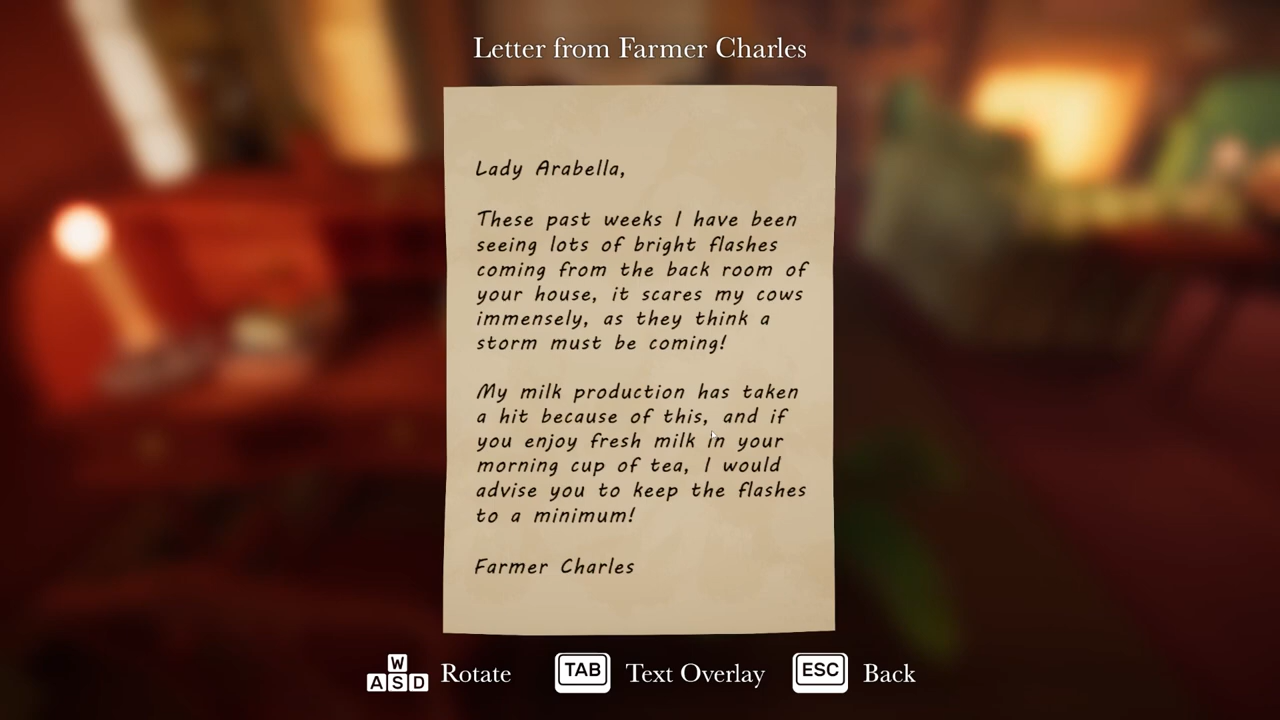 Letter from Farmer Charles
Lady Arabella,
These past weeks I have been
seeing lots of bright flashes
coming from the back room of
your house, it scares my cows
immensely, as they think a
storm must be coming!
My milk production has taken
a hit because of this, and if
you enjoy fresh milk in your
morning cup of tea, I would
advise you to keep the flashes
to a minimum!
Farmer Charles
W
A S D Rotate TAB Text Overlay ESC Back